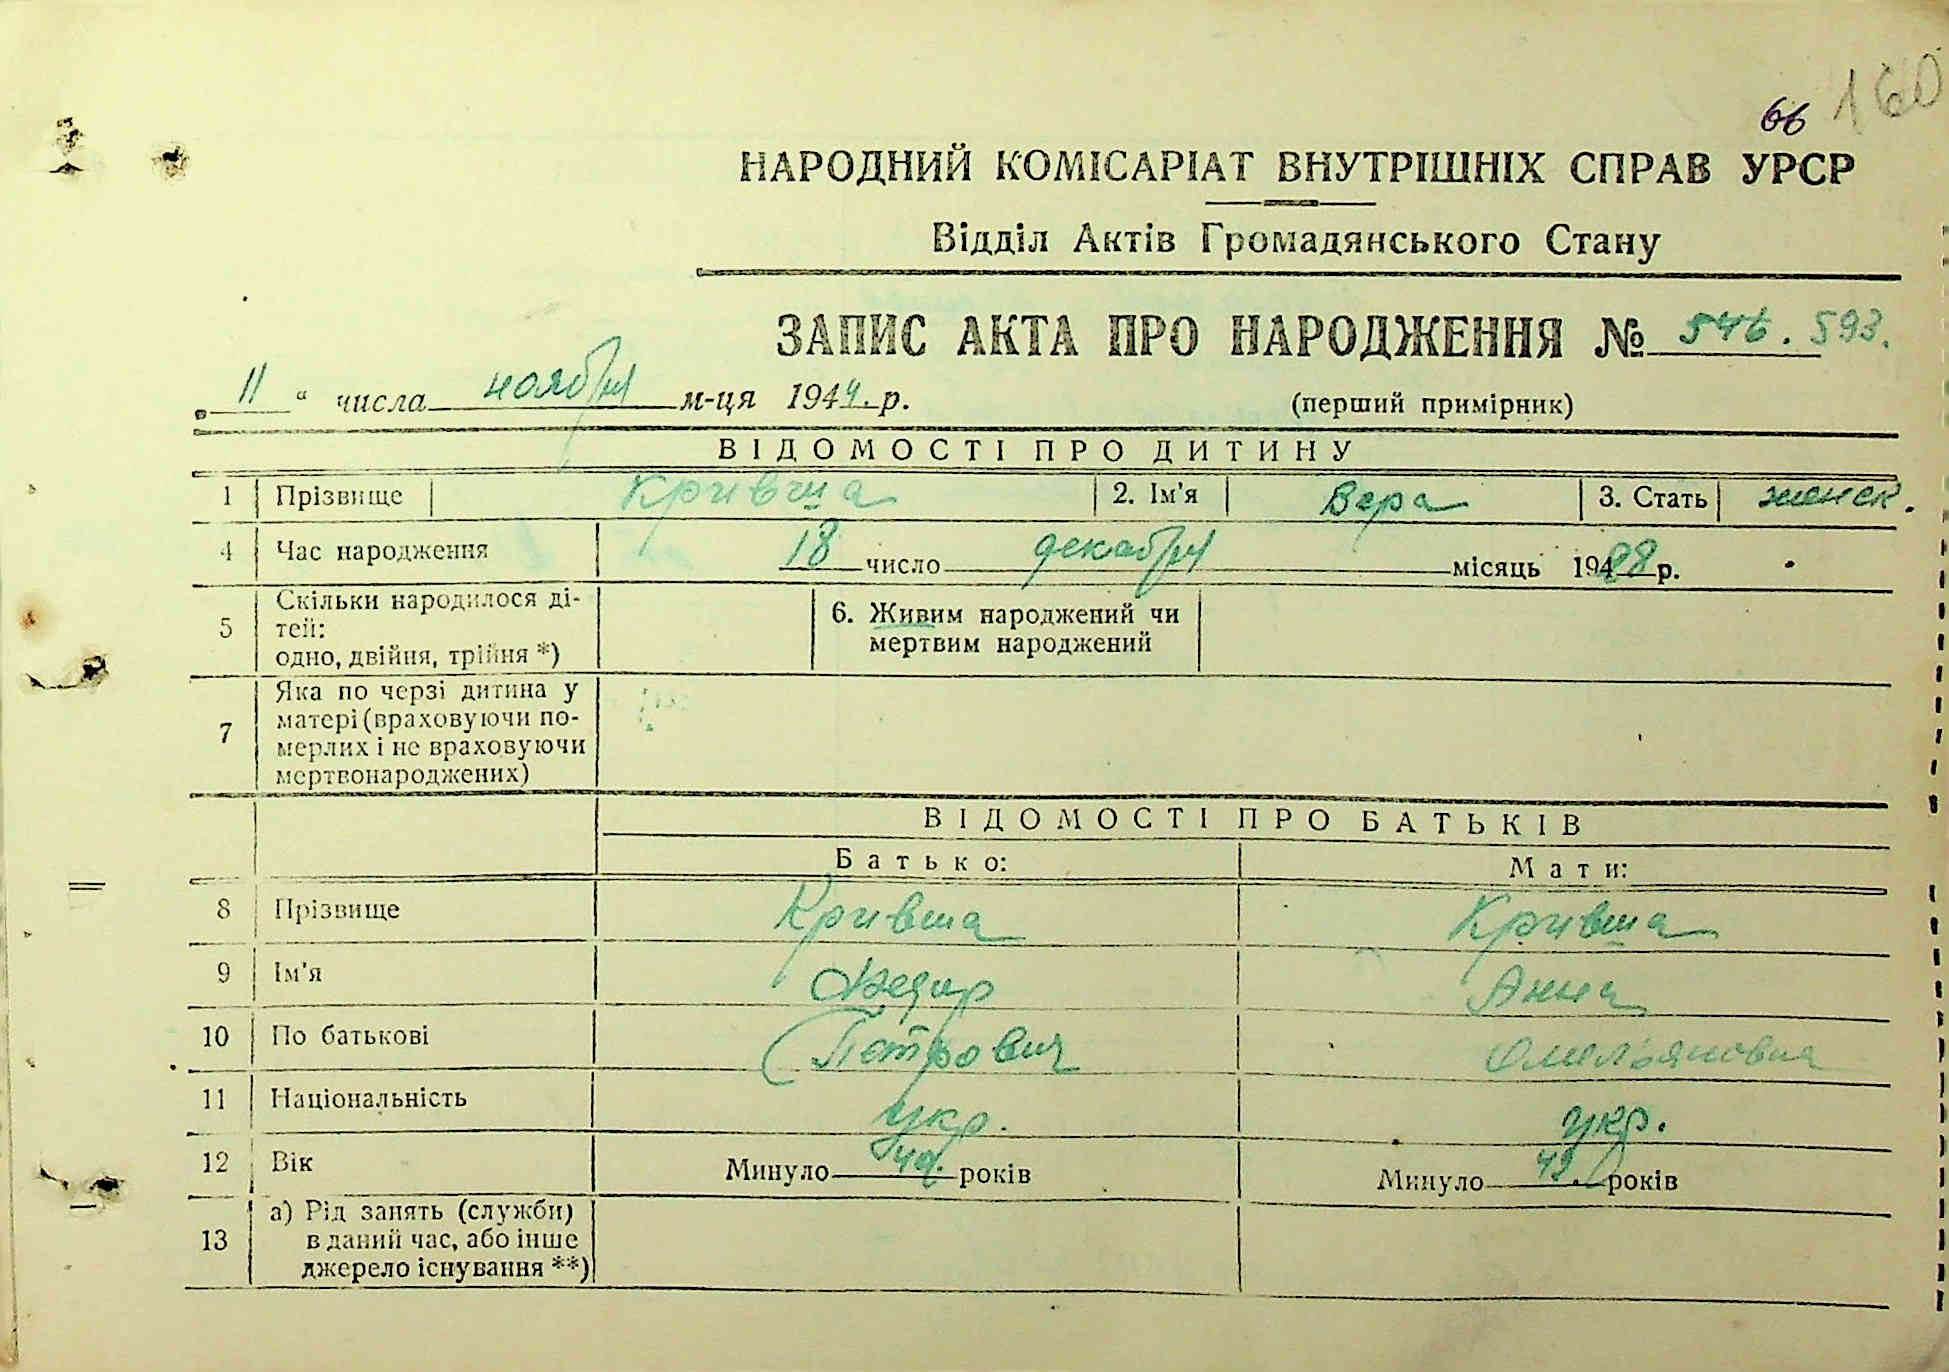 66 160
НАРОДНИЙ КОМІСАРІАТ ВНУТРІШНІХ СПРАВ УРСР
Відділ Актів Громадянського Стану
ЗАПИС АКТА ПРО НАРОДЖЕННЯ № 546. 593.
„ 11 “ числа ноября м-ця 1944. р.
(перший примірник)
ВІДОМОСТІ ПРО ДИТИНУ
1 Прізвище Кривша 2. Ім'я Вера 3. Стать женск.
4 Час народження 18 число декабря місяць 19 р.
5 Скільки народилося ді-
тей:
одно, двійня, трійня *)
6. Живим народжений чи
мертвим народжений
7 Яка по черзі дитина у
матері (враховуючи по-
мерлих і не враховуючи
мертвонароджених)
ВІДОМОСТІ ПРО БАТЬКІВ
Батько: Мати:
8 Прізвище Кривша Кривша
9 Ім'я Федор Анна
10 По батькові Петрович Омельяновна
11 Національність укр. укр.
12 Вік Минуло років Минуло років
13 а) Рід занять (служби)
в даний час, або інше
джерело існування **)